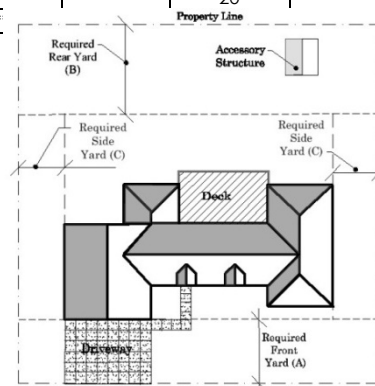 Property Line
Required
Rear Yard
(B)
Accessory
Structure
Required
Side
Yard (C)
Required
Side
Yard (C)
Deck
Required
Front
Yard (A)
Driveway